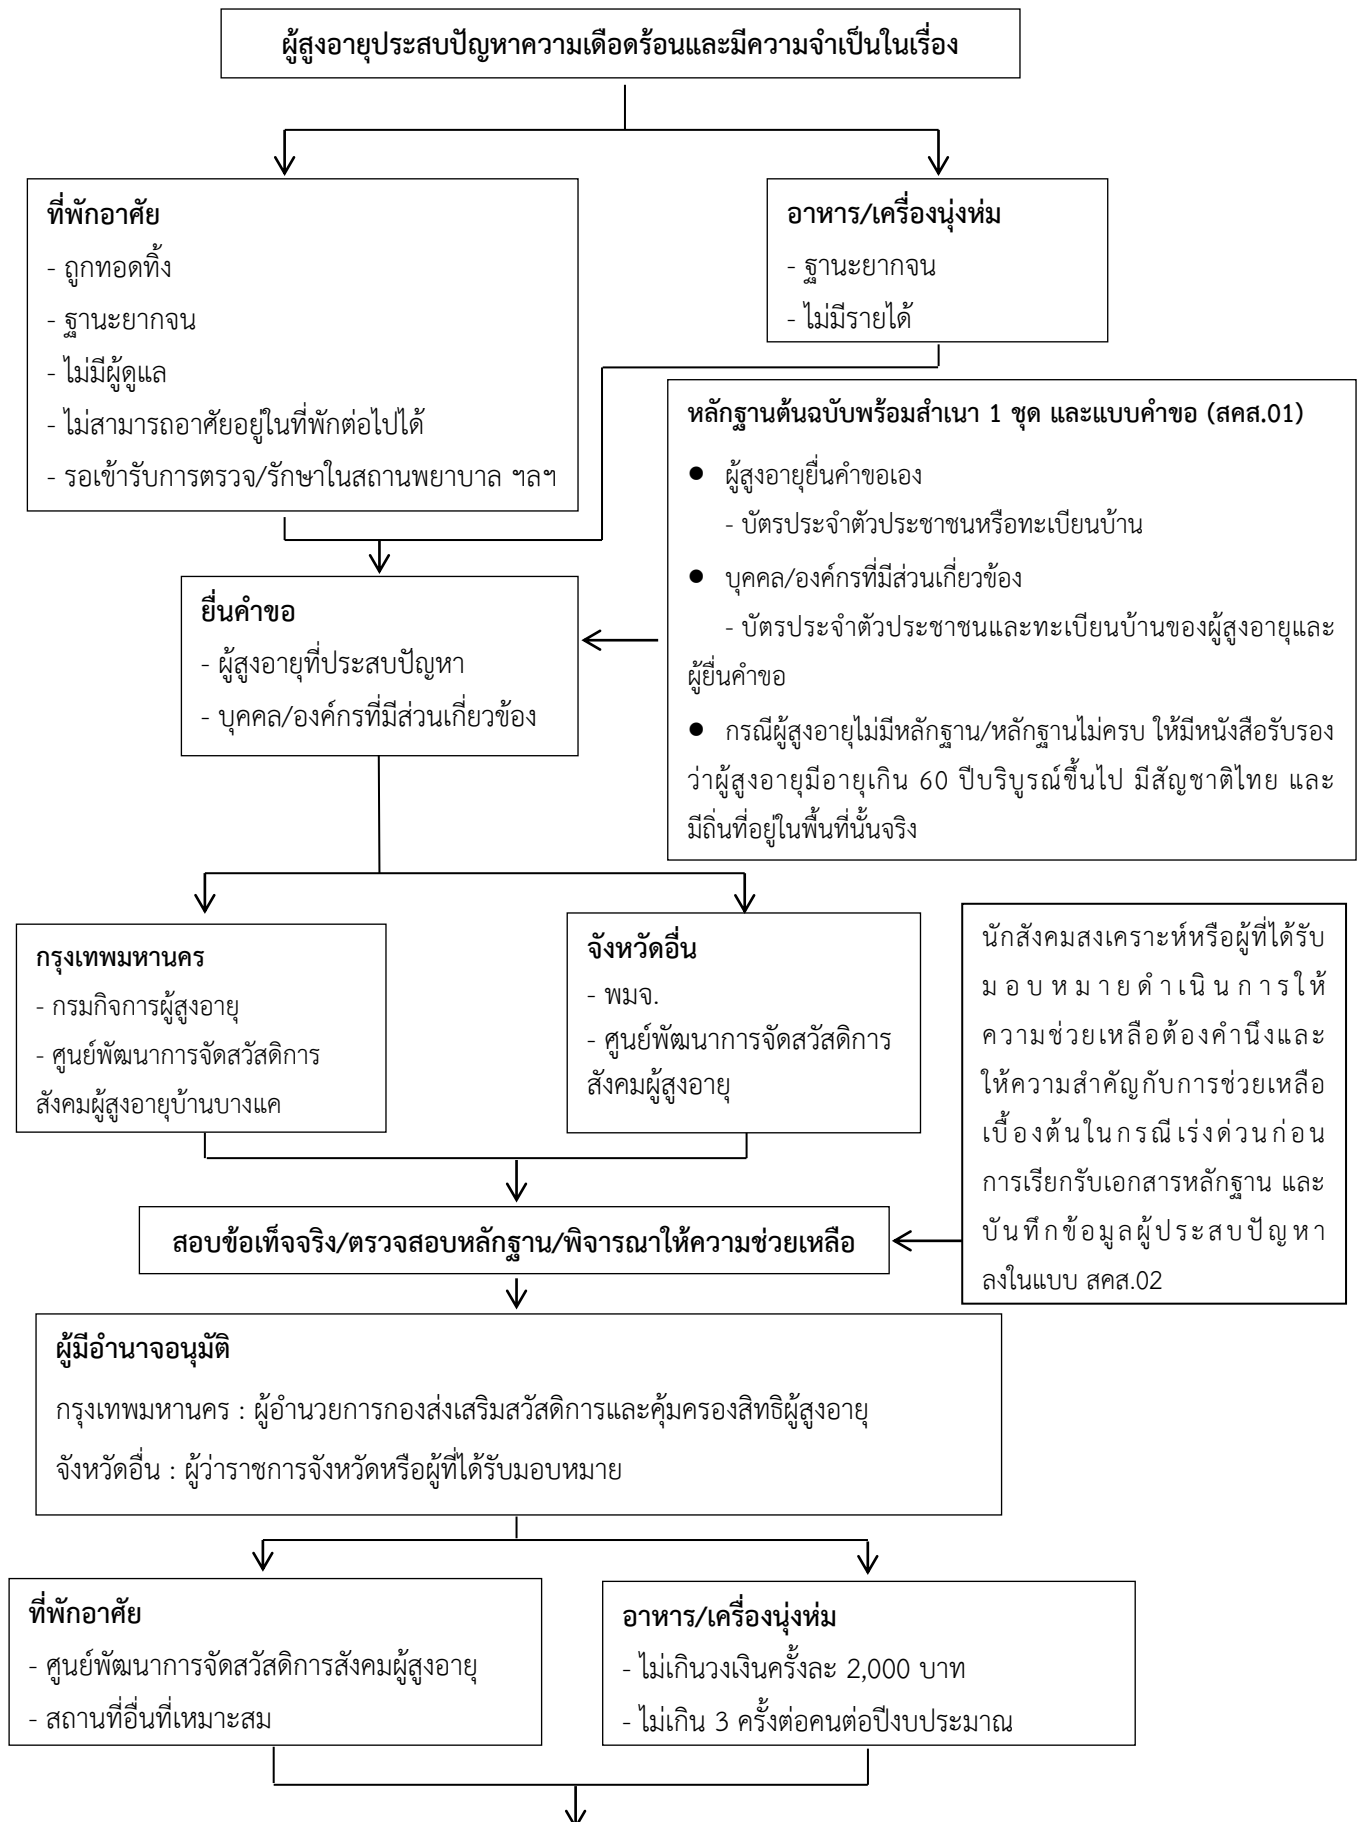 ผู้สูงอายุประสบปัญหาความเดือดร้อนและมีความจำเป็นในเรื่อง
ที่พักอาศัย
- ถูกทอดทิ้ง
- ฐานะยากจน
- ไม่มีผู้ดูแล
- ไม่สามารถอาศัยอยู่ในที่พักต่อไปได้
- รอเข้ารับการตรวจ/รักษาในสถานพยาบาล ฯลฯ
อาหาร/เครื่องนุ่งห่ม
- ฐานะยากจน
- ไม่มีรายได้
หลักฐานต้นฉบับพร้อมสำเนา 1 ชุด และแบบคำขอ (สคส.01)
● ผู้สูงอายุยื่นคำขอเอง
- บัตรประจำตัวประชาชนหรือทะเบียนบ้าน
● บุคคล/องค์กรที่มีส่วนเกี่ยวข้อง
- บัตรประจำตัวประชาชนและทะเบียนบ้านของผู้สูงอายุและ
ผู้ยื่นคำขอ
● กรณีผู้สูงอายุไม่มีหลักฐาน/หลักฐานไม่ครบ ให้มีหนังสือรับรอง
ว่าผู้สูงอายุมีอายุเกิน 60 ปีบริบูรณ์ขึ้นไป มีสัญชาติไทย และ
มีถิ่นที่อยู่ในพื้นที่นั้นจริง
ยื่นคำขอ
- ผู้สูงอายุที่ประสบปัญหา
- บุคคล/องค์กรที่มีส่วนเกี่ยวข้อง
กรุงเทพมหานคร
- กรมกิจการผู้สูงอายุ
- ศูนย์พัฒนาการจัดสวัสดิการ
สังคมผู้สูงอายุบ้านบางแค
จังหวัดอื่น
- พมจ.
- ศูนย์พัฒนาการจัดสวัสดิการ
สังคมผู้สูงอายุ
นักสังคมสงเคราะห์หรือผู้ที่ได้รับ
มอบหมายดำเนินการให้
ความช่วยเหลือต้องคำนึงและ
ให้ความสำคัญกับการช่วยเหลือ
เบื้องต้นในกรณีเร่งด่วนก่อน
การเรียกรับเอกสารหลักฐาน และ
บันทึกข้อมูลผู้ประสบปัญหา
ลงในแบบ สคส.02
สอบข้อเท็จจริง/ตรวจสอบหลักฐาน/พิจารณาให้ความช่วยเหลือ
ผู้มีอำนาจอนุมัติ
กรุงเทพมหานคร : ผู้อำนวยการกองส่งเสริมสวัสดิการและคุ้มครองสิทธิผู้สูงอายุ
จังหวัดอื่น : ผู้ว่าราชการจังหวัดหรือผู้ที่ได้รับมอบหมาย
ที่พักอาศัย
- ศูนย์พัฒนาการจัดสวัสดิการสังคมผู้สูงอายุ
- สถานที่อื่นที่เหมาะสม
อาหาร/เครื่องนุ่งห่ม
- ไม่เกินวงเงินครั้งละ 2,000 บาท
- ไม่เกิน 3 ครั้งต่อคนต่อปีงบประมาณ